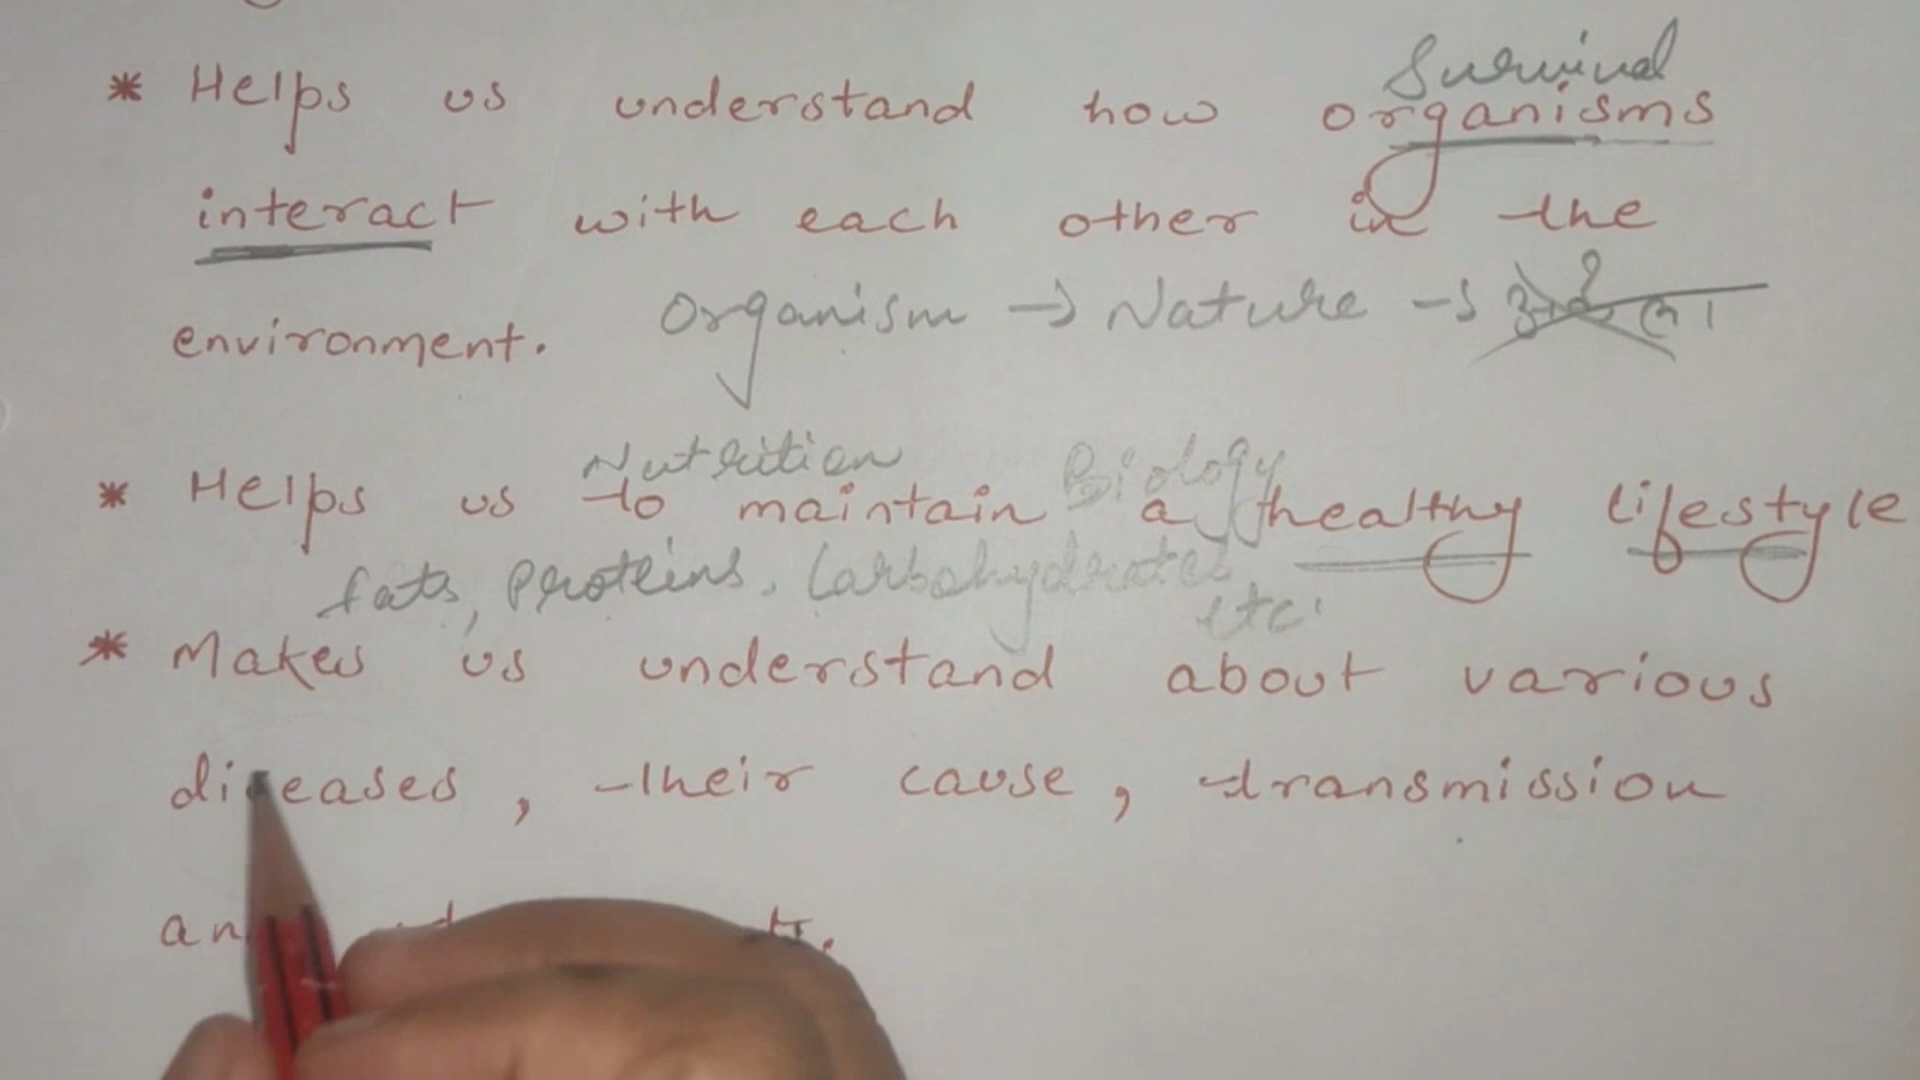 Survival
* Helps us understand how organisms
interact with each other in the
Organism → Nature →
environment.
Nutrition Biology
* Helps us to maintain a healthy lifestyle
fats, Proteins, Carbohydrates
etc.
* Makes us understand about various
diseases, their cause, transmission